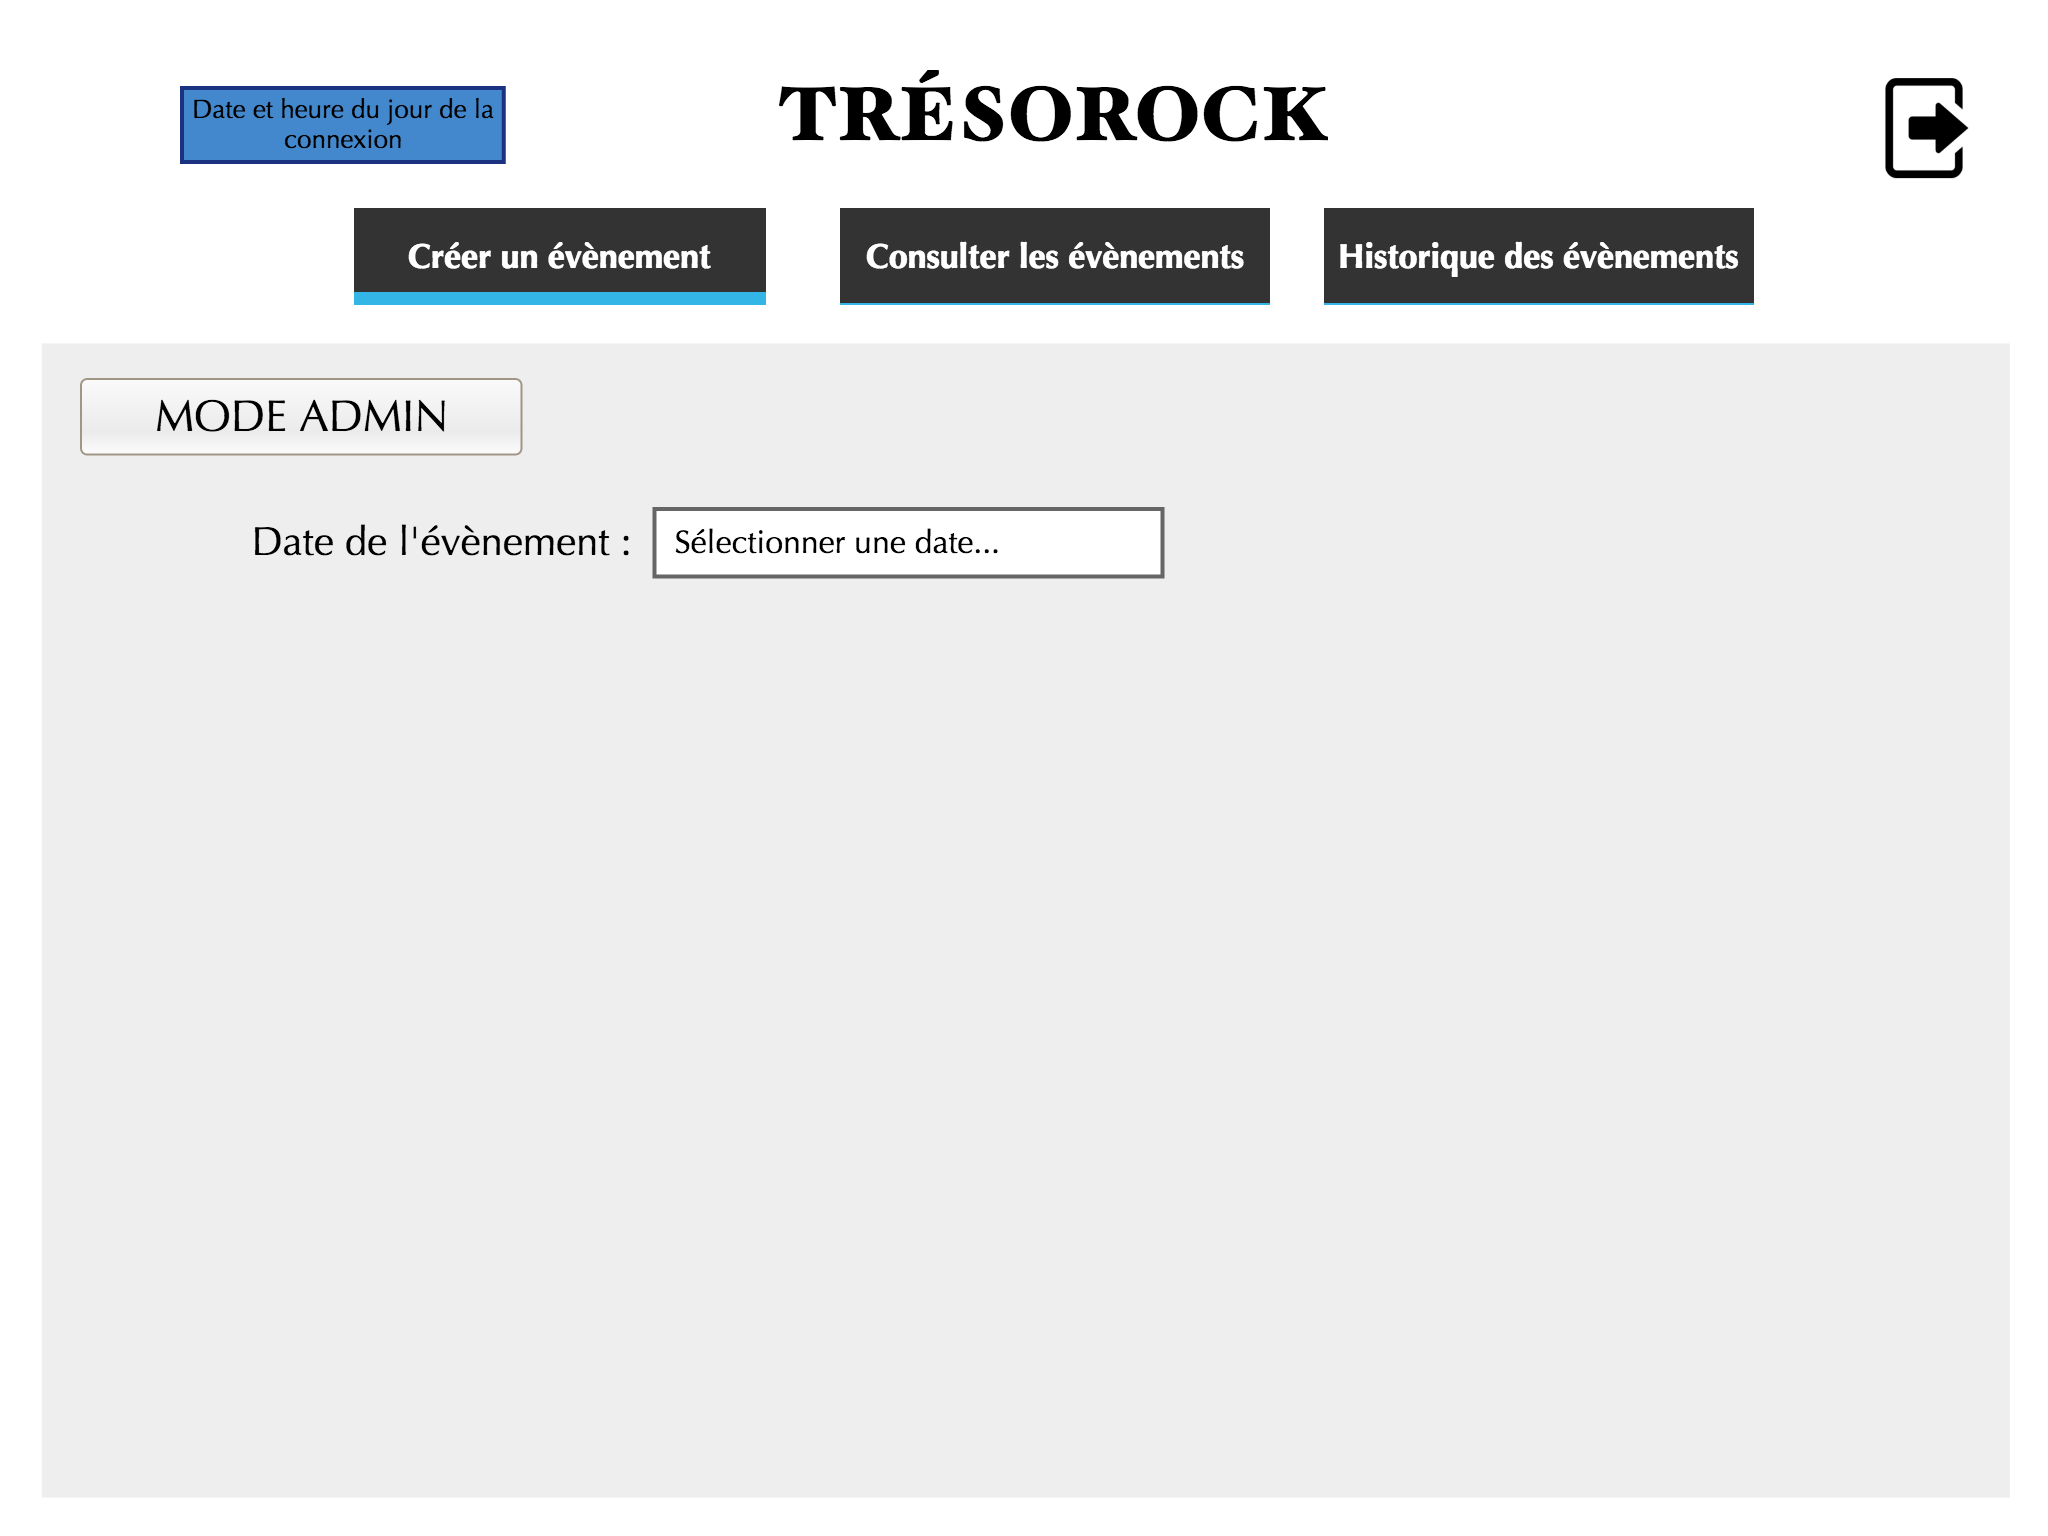 Date et heure du jour de la
connexion
TRÉSOROCK
Créer un évènement
Consulter les évènements
Historique des évènements
MODE ADMIN
Date de l'évènement :
Sélectionner une date...